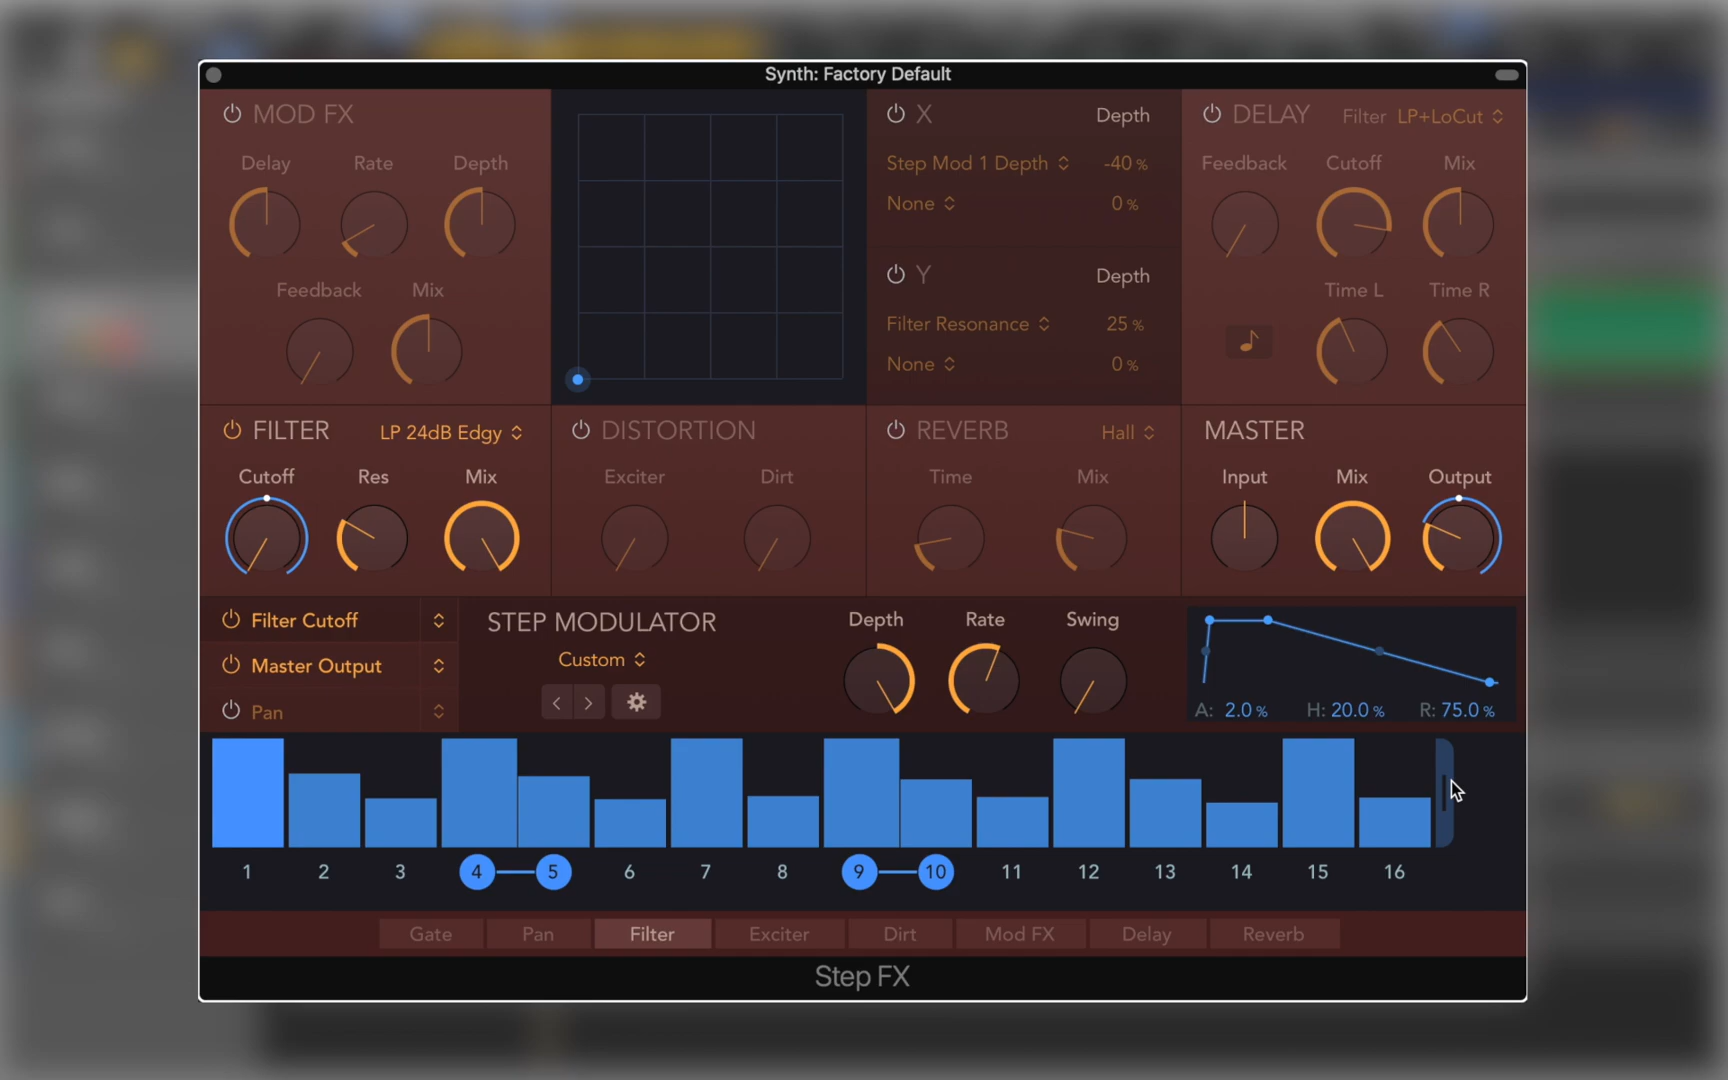 Synth: Factory Default
MOD FX
Delay Rate Depth
Feedback Mix
X Depth
Step Mod 1 Depth -40 %
None 0 %
Y Depth
Filter Resonance 25 %
None 0 %
DELAY Filter LP+LoCut
Feedback Cutoff Mix
Time L Time R
FILTER LP 24dB Edgy
Cutoff Res Mix
DISTORTION
Exciter Dirt
REVERB Hall
Time Mix
MASTER
Input Mix Output
Filter Cutoff
Master Output
Pan
STEP MODULATOR
Custom
Depth Rate Swing
A: 2.0 % H: 20.0 % R: 75.0 %
1 2 3 4 5 6 7 8 9 10 11 12 13 14 15 16
Gate Pan Filter Exciter Dirt Mod FX Delay Reverb
Step FX